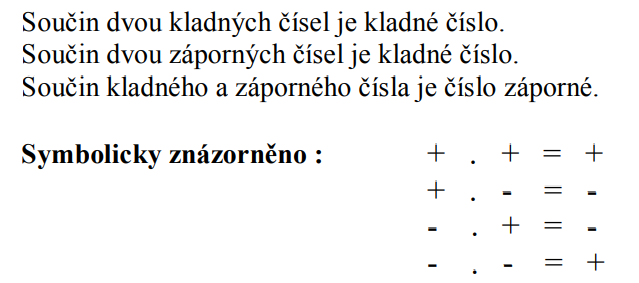 Součin dvou kladných čísel je kladné číslo.
Součin dvou záporných čísel je kladné číslo.
Součin kladného a záporného čísla je číslo záporné.
Symbolicky znázorněno : + . + = +
+ . - = -
- . + = -
- . - = +